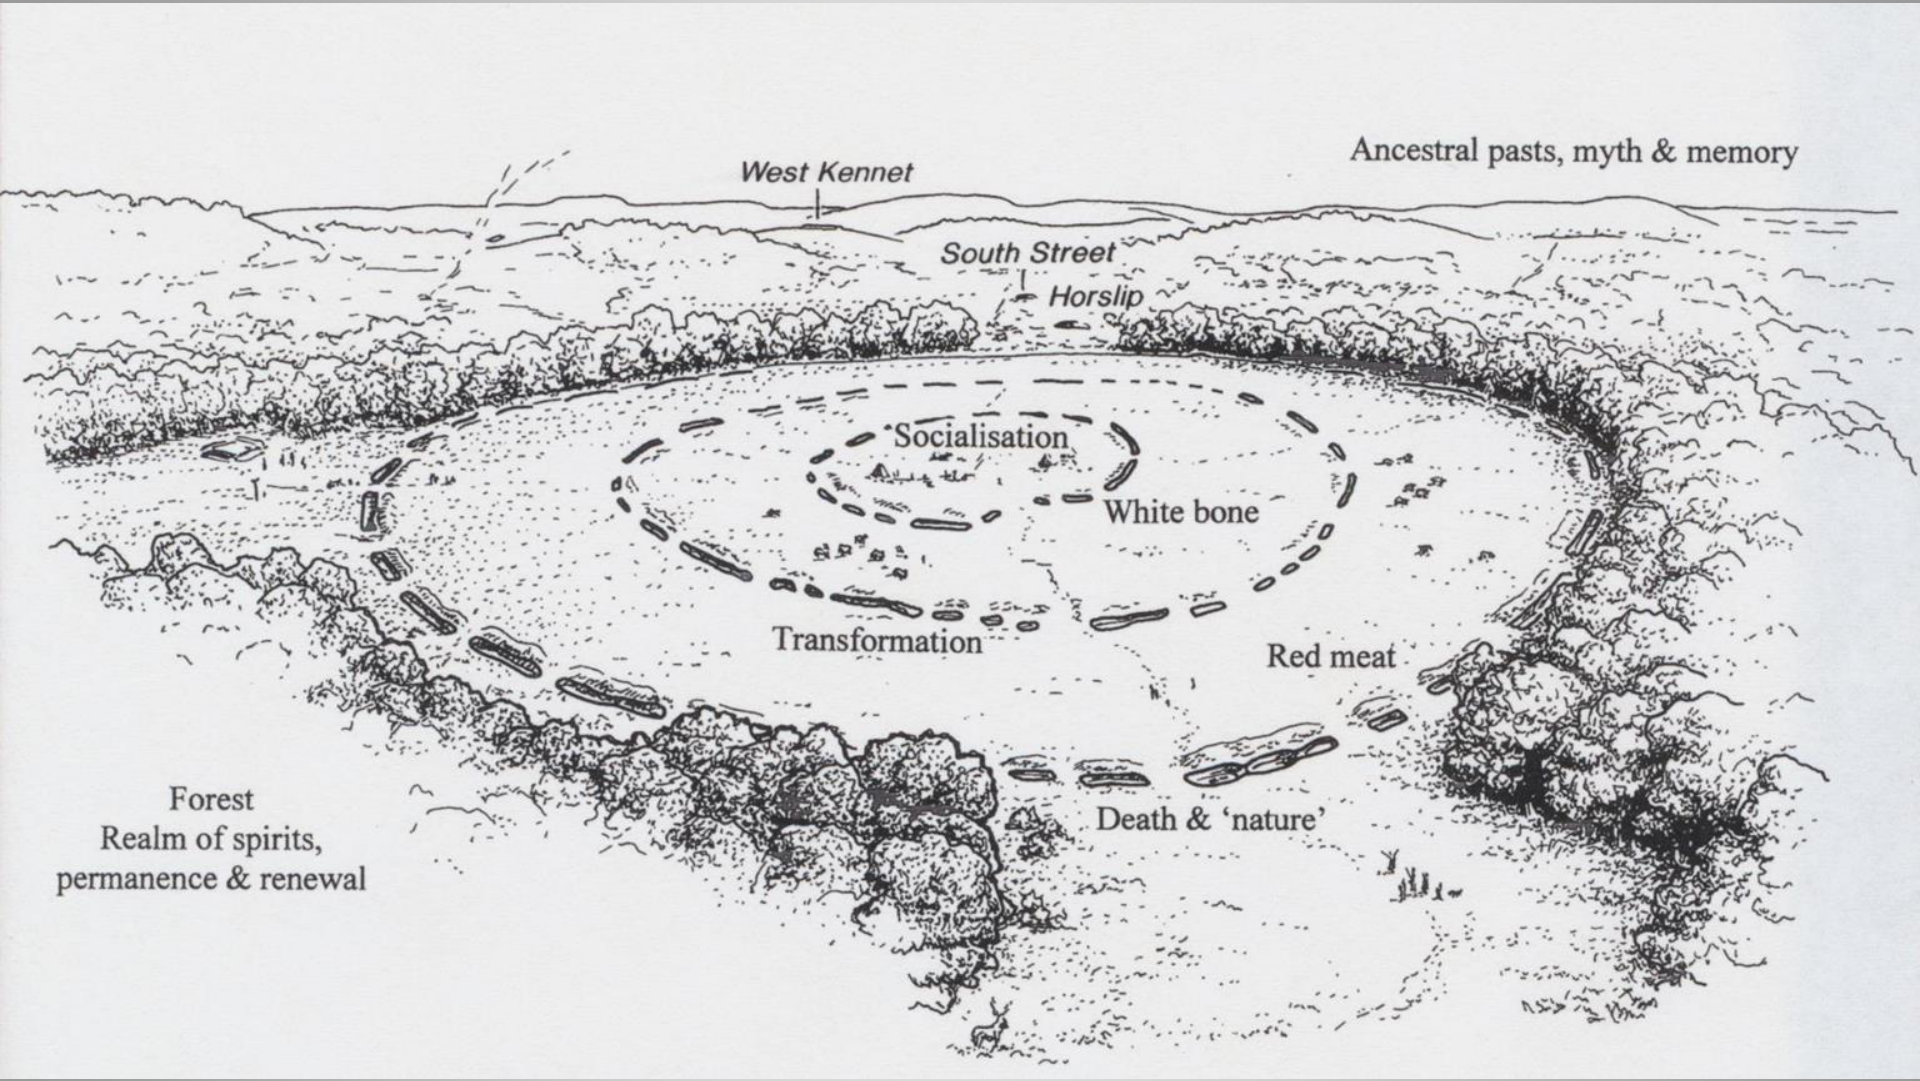 Ancestral pasts, myth & memory
West Kennet
South Street
Horslip
Socialisation
White bone
Transformation
Red meat
Forest
Realm of spirits,
permanence & renewal
Death & ‘nature’